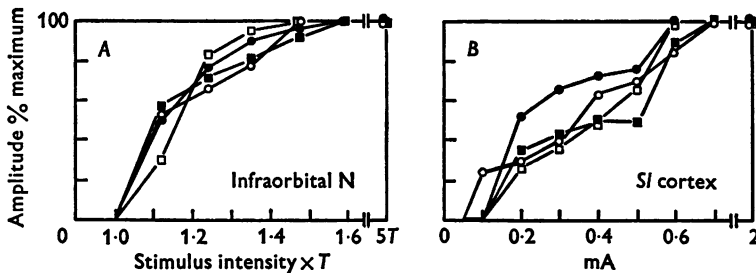 Amplitude % maximum
100
A
B
Infraorbital N
SI cortex
0 1·0 1·2 1·4 1·6 5T
0 0·2 0·4 0·6 2
Stimulus intensity × T
mA